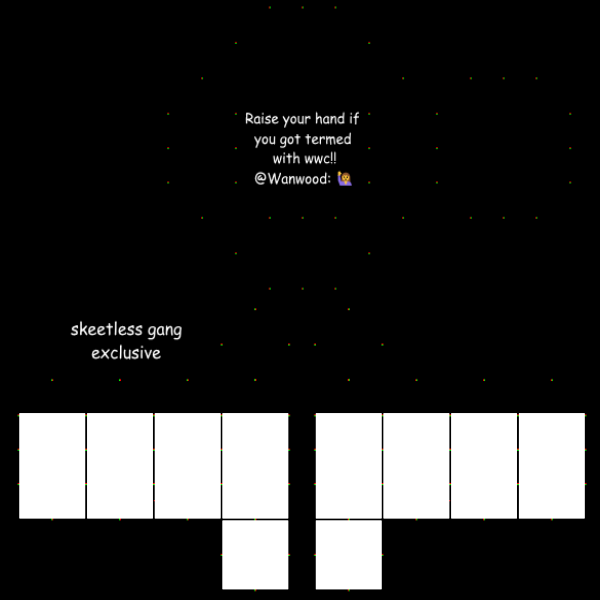 Raise your hand if
you got termed
with wwc!!
@Wanwood: 🙋🏽
skeetless gang
exclusive